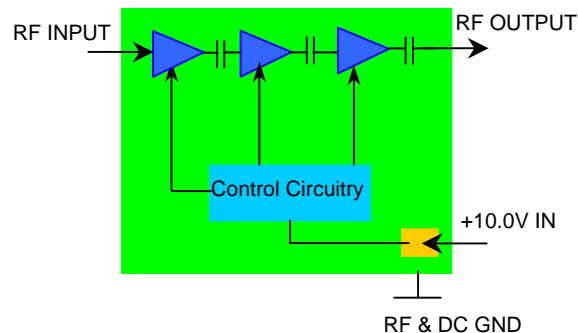 RF INPUT
RF OUTPUT
Control Circuitry
+10.0V IN
RF & DC GND